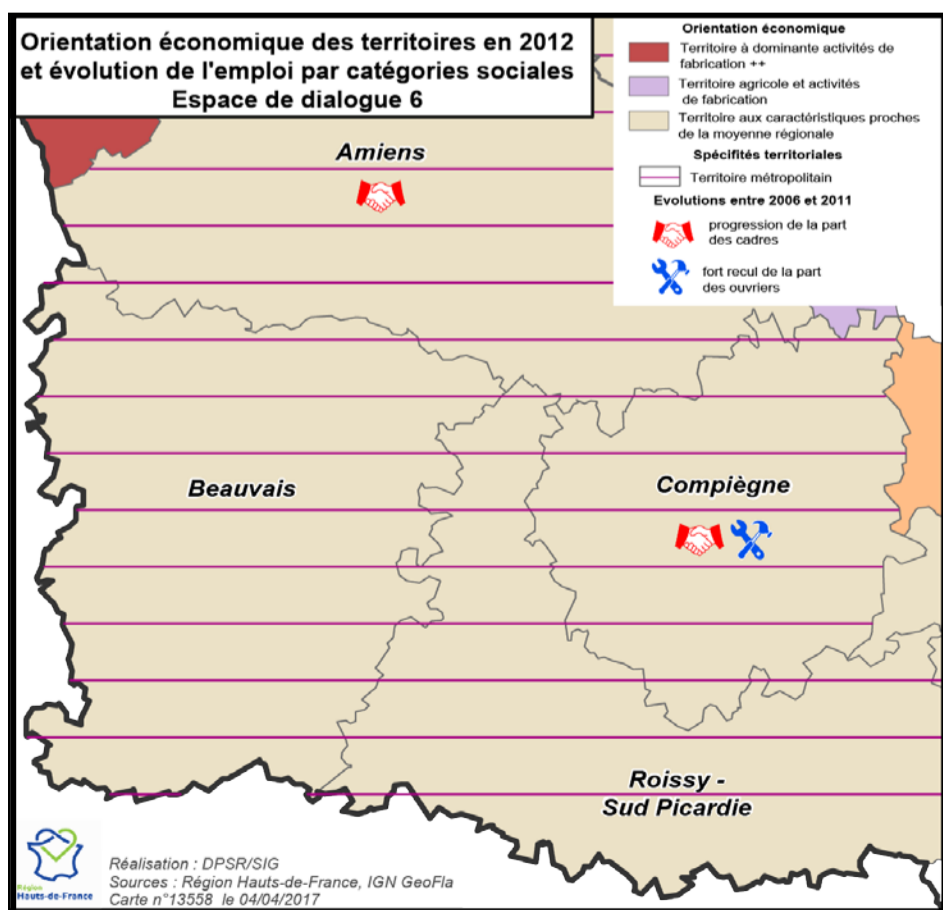 Orientation économique des territoires en 2012
et évolution de l'emploi par catégories sociales
Espace de dialogue 6
Orientation économique
Territoire à dominante activités de
fabrication ++
Territoire agricole et activités
de fabrication
Territoire aux caractéristiques proches
de la moyenne régionale
Spécifités territoriales
Territoire métropolitain
Evolutions entre 2006 et 2011
progression de la part
des cadres
fort recul de la part
des ouvriers
Amiens
Beauvais
Compiègne
Roissy -
Sud Picardie
Région
Hauts-de-France
Réalisation : DPSR/SIG
Sources : Région Hauts-de-France, IGN GeoFla
Carte n°13558 le 04/04/2017